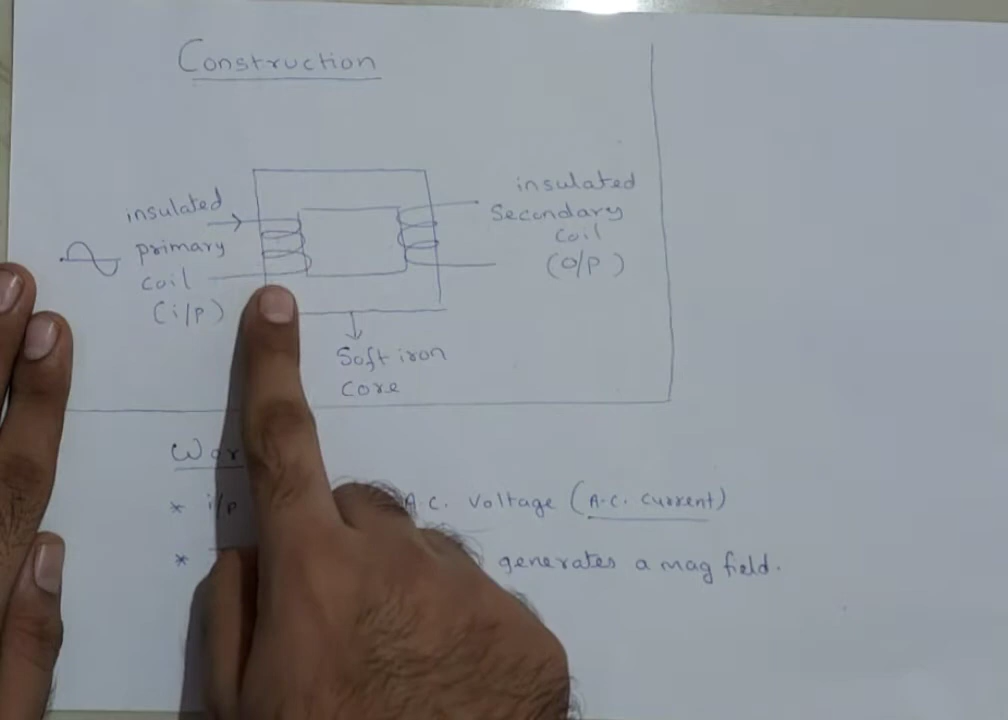 Construction
insulated
primary
coil
(i/p)
insulated
Secondary
coil
(O/P)
Soft iron
Core
Wor
* i/p A.C. Voltage (A.C. Current)
* generates a mag field.